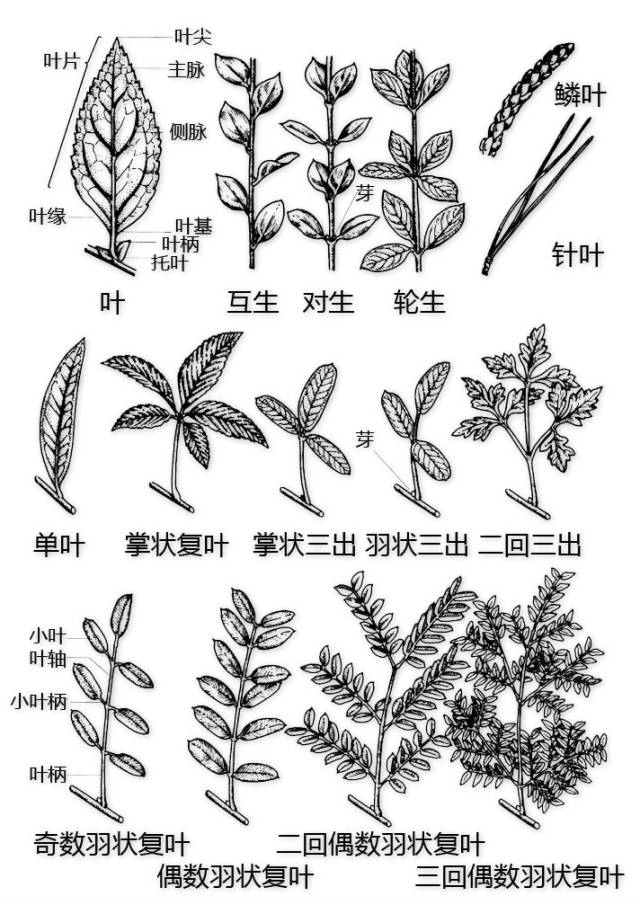 叶尖
叶片
主脉
侧脉
叶缘
叶基
叶柄
托叶
芽
鳞叶
针叶
叶
互生
对生
轮生
芽
单叶
掌状复叶
掌状三出
羽状三出
二回三出
小叶
叶轴
小叶柄
叶柄
奇数羽状复叶
偶数羽状复叶
二回偶数羽状复叶
三回偶数羽状复叶